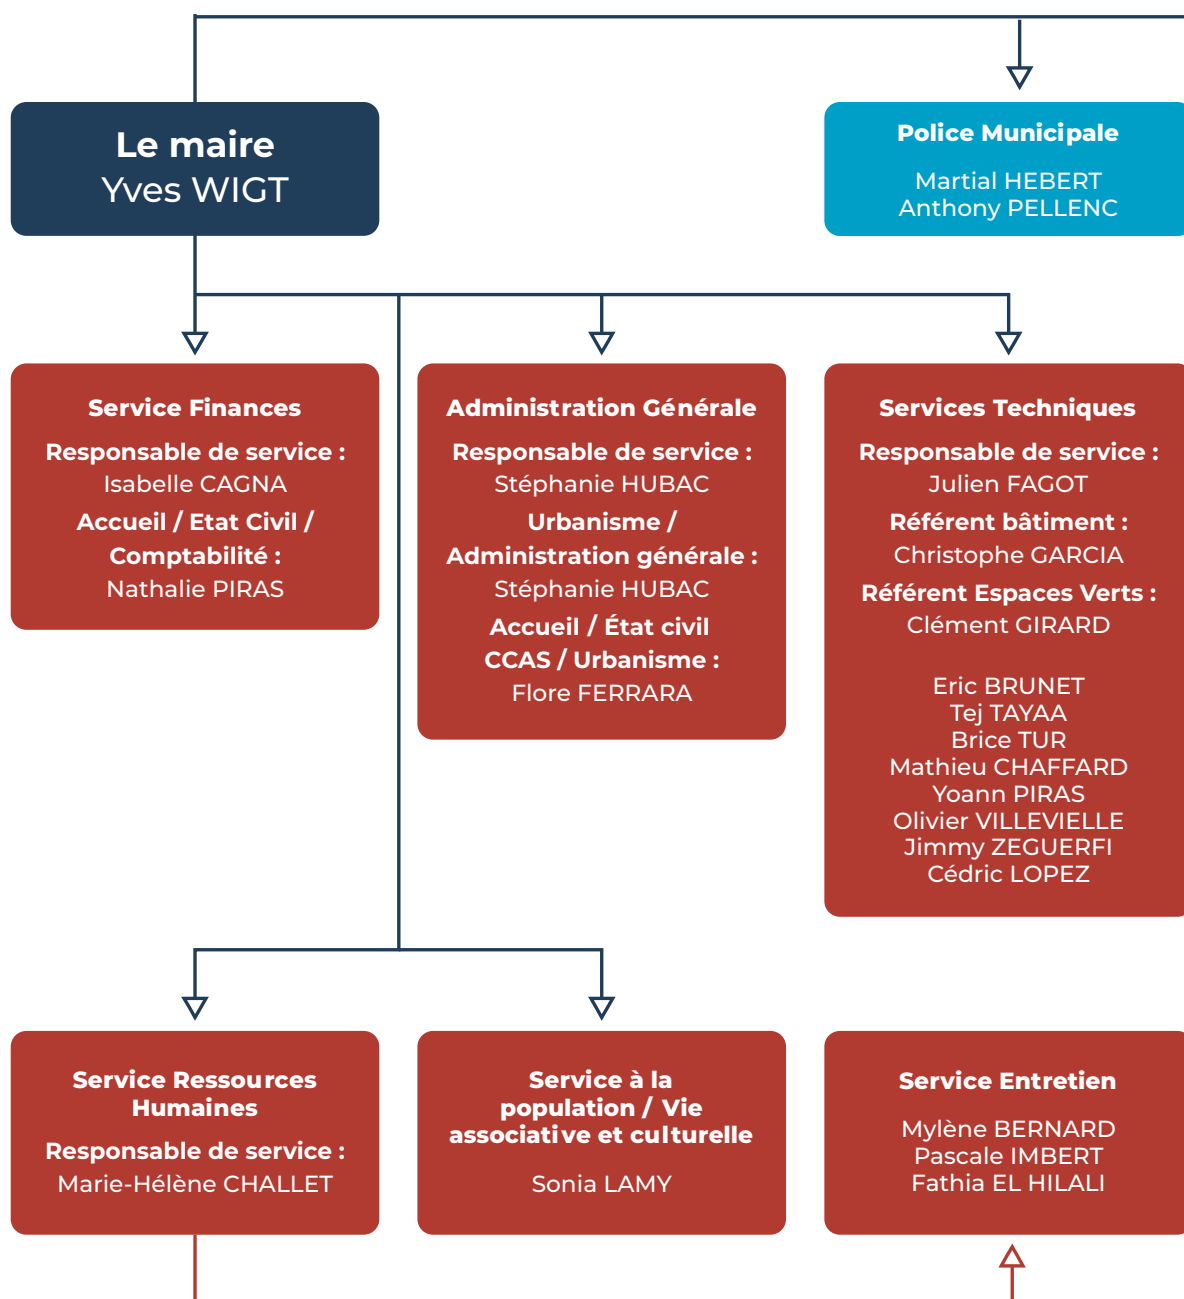 Le maire
Yves WIGT
Police Municipale
Martial HEBERT
Anthony PELLENC
Service Finances
Responsable de service :
Isabelle CAGNA
Accueil / Etat Civil /
Comptabilité :
Nathalie PIRAS
Administration Générale
Responsable de service :
Stéphanie HUBAC
Urbanisme /
Administration générale :
Stéphanie HUBAC
Accueil / État civil
CCAS / Urbanisme :
Flore FERRARA
Services Techniques
Responsable de service :
Julien FAGOT
Référent bâtiment :
Christophe GARCIA
Référent Espaces Verts :
Clément GIRARD
Eric BRUNET
Tej TAYAA
Brice TUR
Mathieu CHAFFARD
Yoann PIRAS
Olivier VILLEVIELLE
Jimmy ZEGUERFI
Cédric LOPEZ
Service Ressources
Humaines
Responsable de service :
Marie-Hélène CHALLET
Service à la
population / Vie
associative et culturelle
Sonia LAMY
Service Entretien
Mylène BERNARD
Pascale IMBERT
Fathia EL HILALI